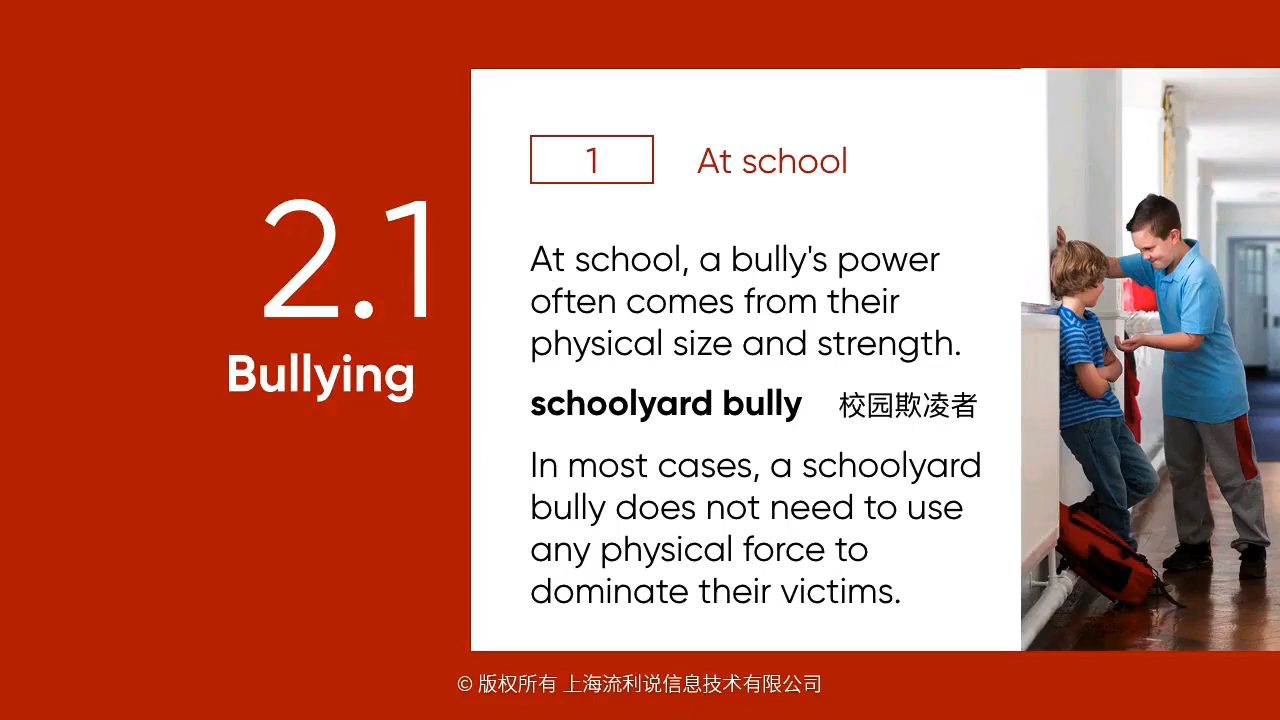 2.1
Bullying
1 At school
At school, a bully's power
often comes from their
physical size and strength.
schoolyard bully 校园欺凌者
In most cases, a schoolyard
bully does not need to use
any physical force to
dominate their victims.
© 版权所有 上海流利说信息技术有限公司